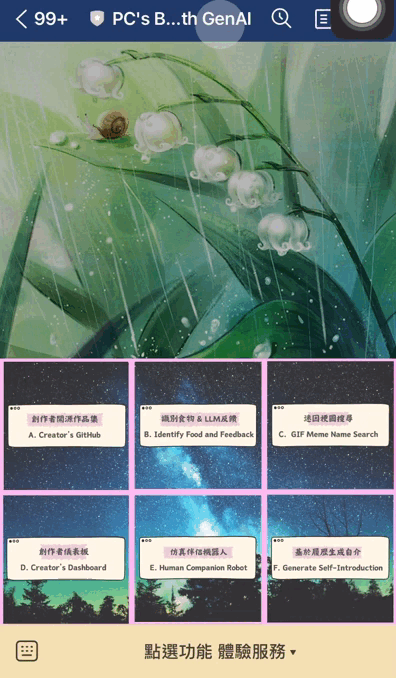 99+ PC's B...th GenAI
創作者開源作品集
A. Creator's GitHub
識別食物 & LLM反饋
B. Identify Food and Feedback
迷因梗圖搜尋
C. GIF Meme Name Search
創作者儀表板
D. Creator's Dashboard
仿真伴侶機器人
E. Human Companion Robot
基於履歷生成自介
F. Generate Self-Introduction
點選功能 體驗服務